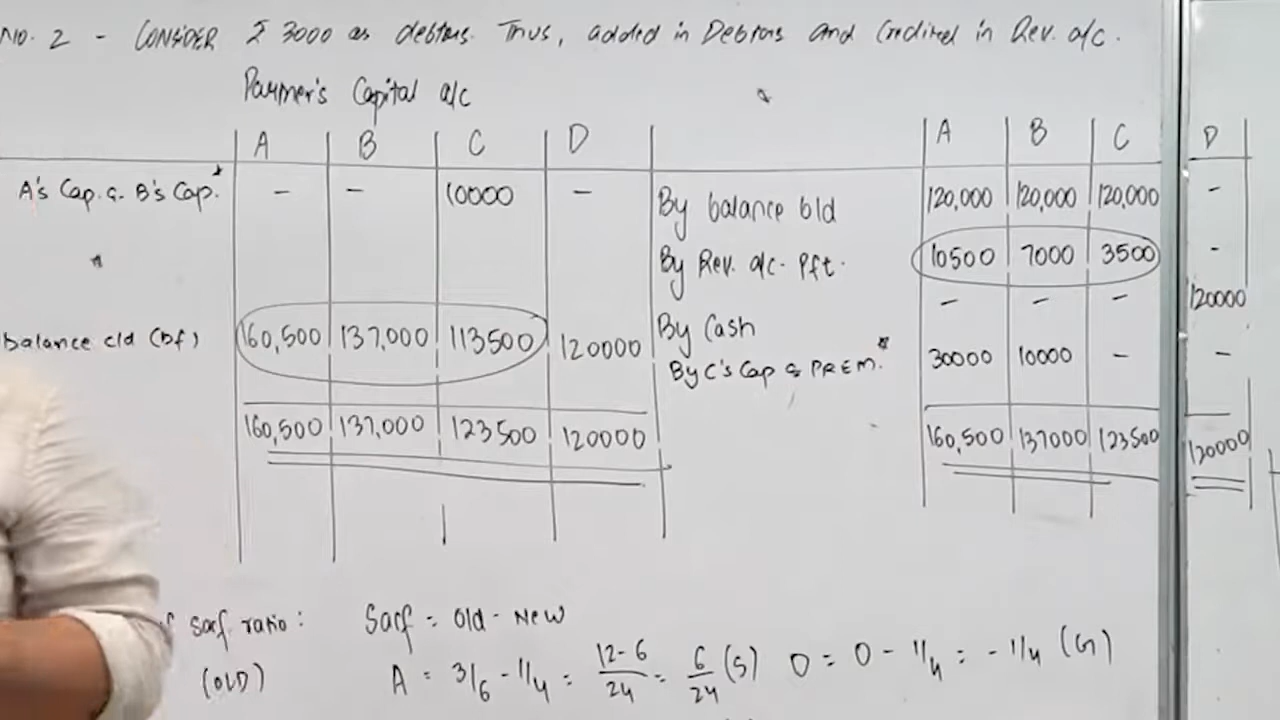 NO. 2 - CONSIDER ₹ 3000 as debtors. Thus, added in Debtors and Credited in Rev. a/c.
Partner's Capital a/c
A B C D A B C D
A's Cap. & B's Cap.* - - 10000 - By balance b/d 120,000 120,000 120,000 -
By Rev. a/c - Pft. 10500 7000 3500 -
By Cash - - - 120000
balance c/d (bf) 160,500 137,000 113500 120000 By C's Cap & PREM.* 30000 10000 - -
160,500 137,000 123500 120000 160,500 137000 123500 120000
f sacf. ratio: Sacf = Old - New
(OLD) A = 3/6 - 1/4 = 12-6/24 = 6/24 (S) D = 0 - 1/4 = - 1/4 (G)